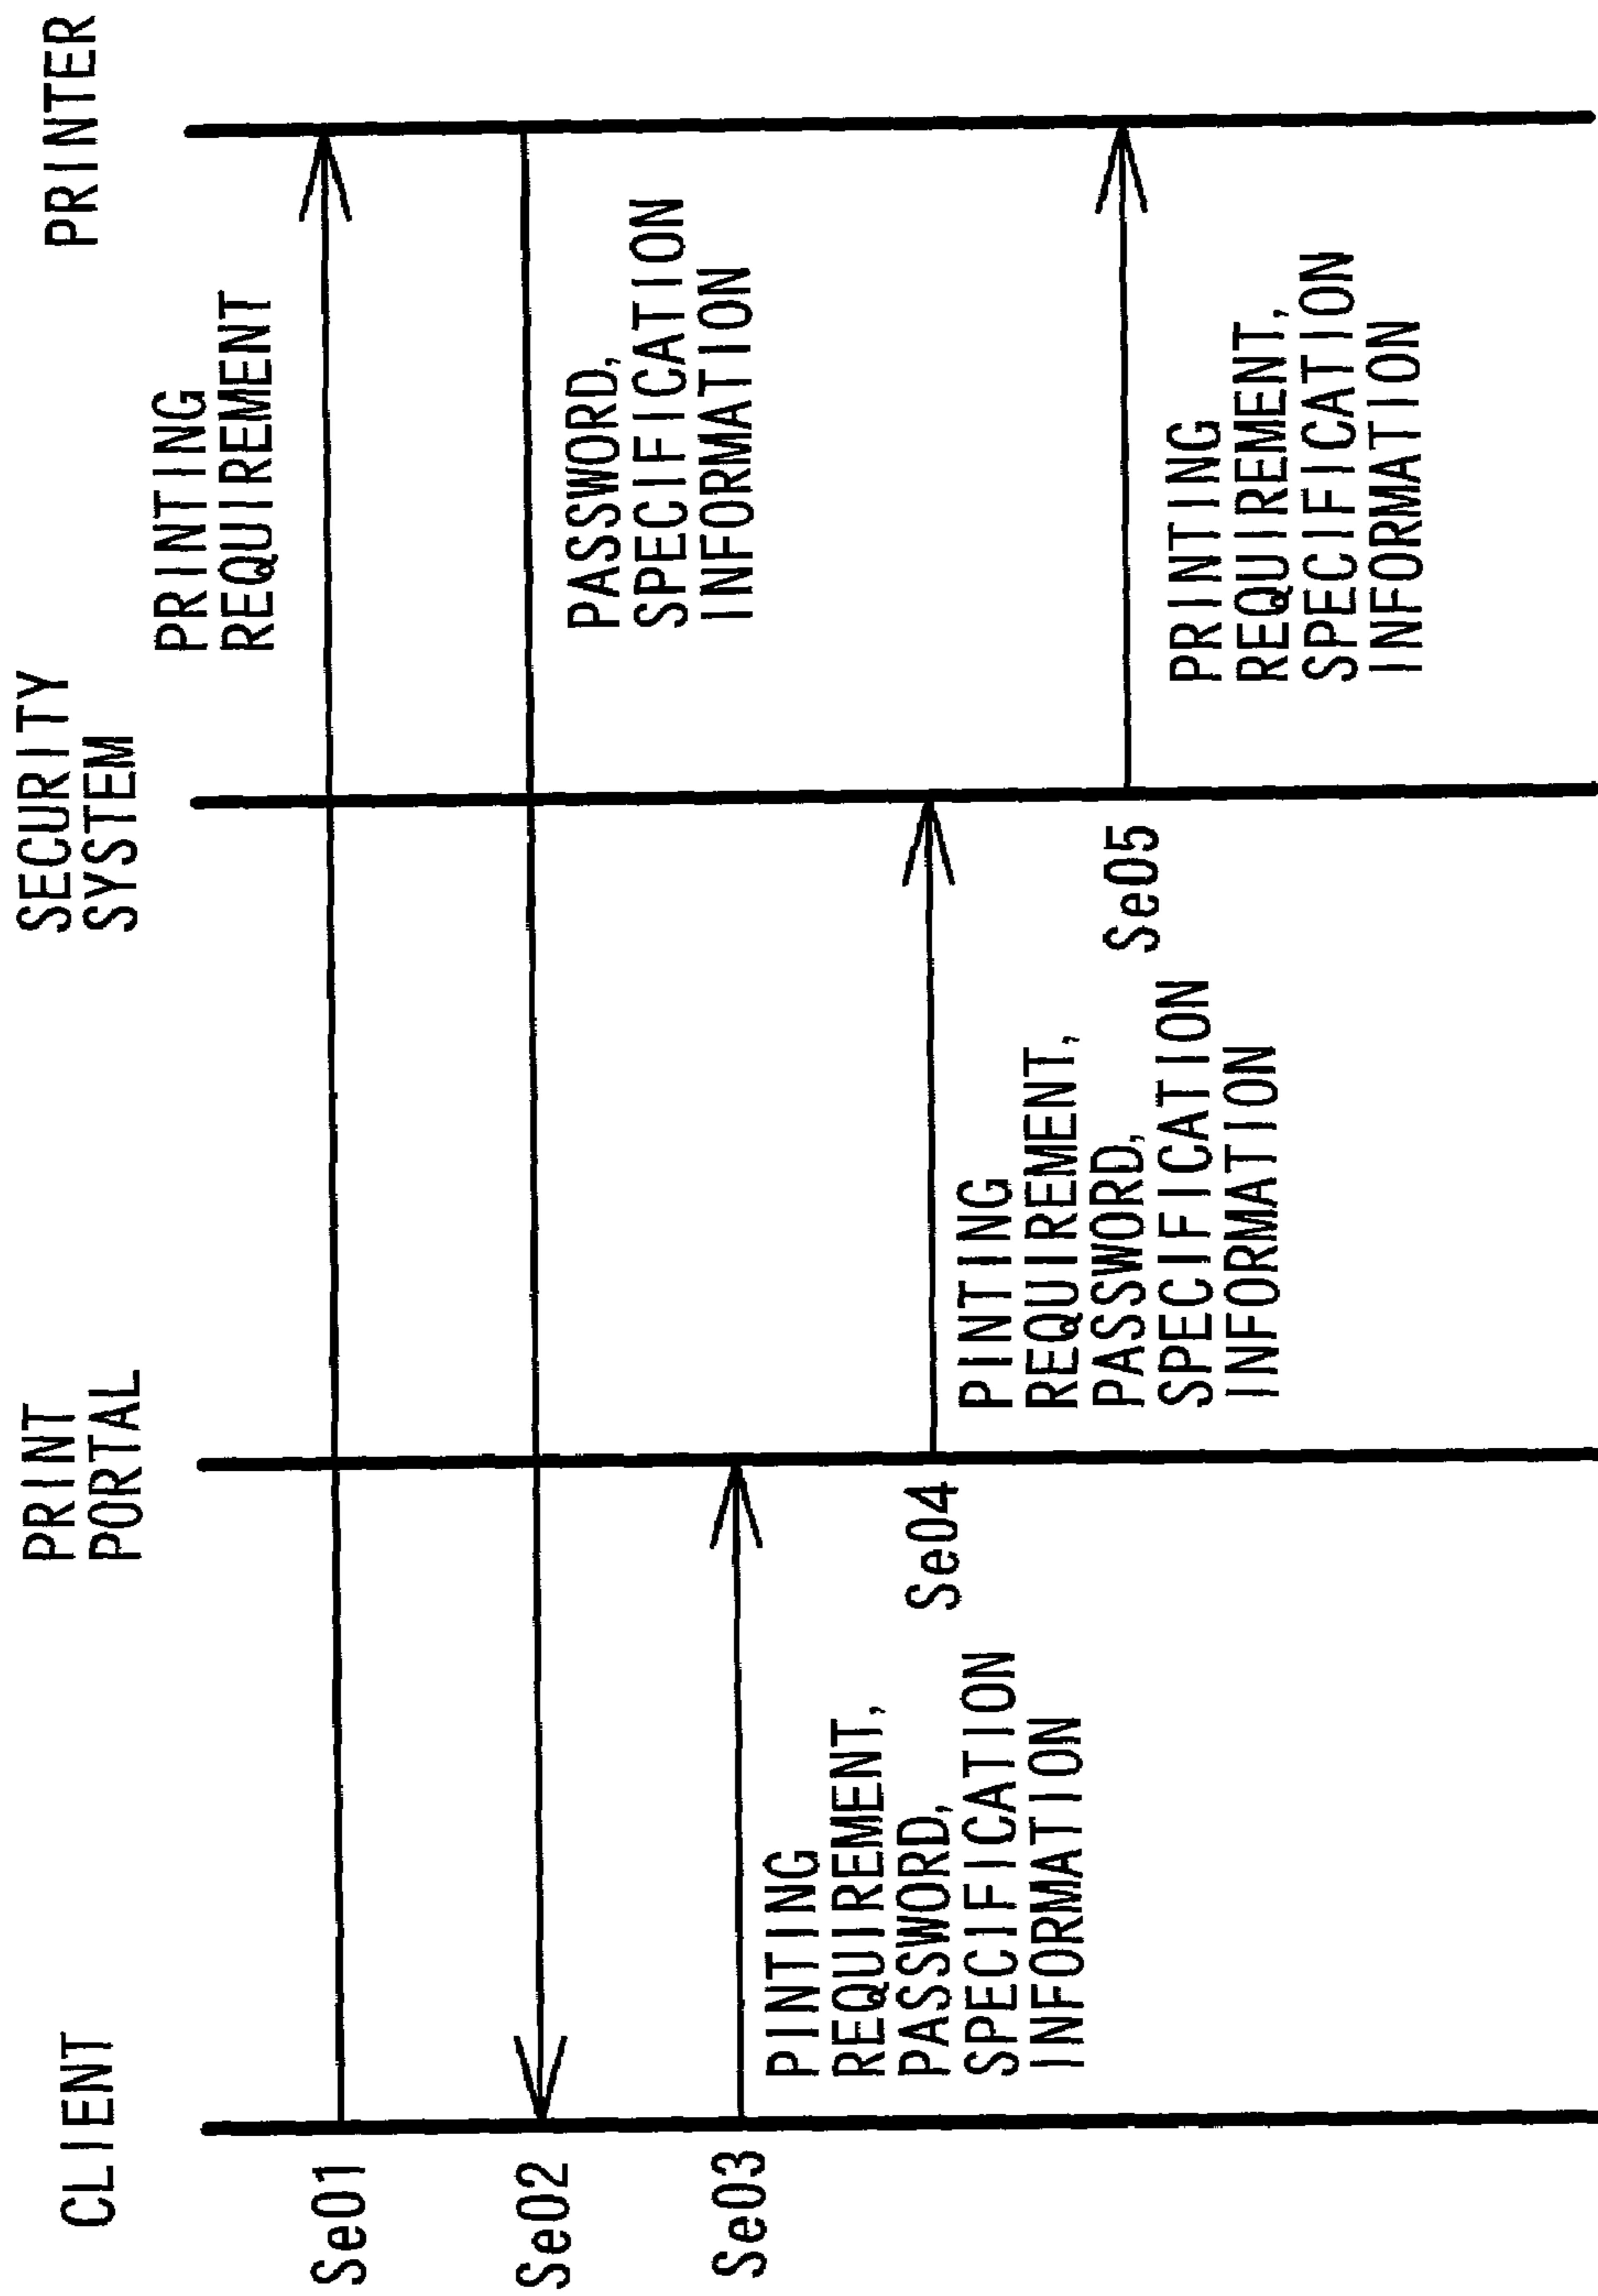 CLIENT
PRINT
PORTAL
SECURITY
SYSTEM
PRINTER
Se01
PRINTING
REQUIREMENT
Se02
PASSWORD,
SPECIFICATION
INFORMATION
Se03
PINTING
REQUIREMENT,
PASSWORD,
SPECIFICATION
INFORMATION
Se04
PINTING
REQUIREMENT,
PASSWORD,
SPECIFICATION
INFORMATION
Se05
PRINTING
REQUIREMENT,
SPECIFICATION
INFORMATION